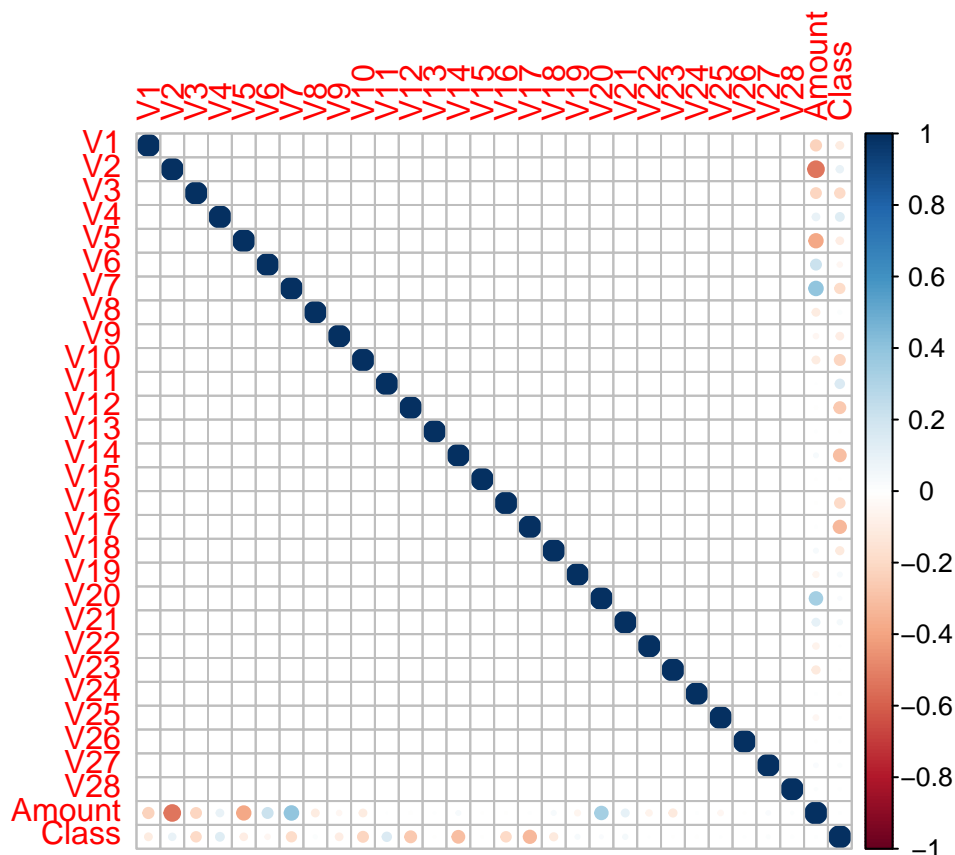 V1 V2 V3 V4 V5 V6 V7 V8 V9 V10 V11 V12 V13 V14 V15 V16 V17 V18 V19 V20 V21 V22 V23 V24 V25 V26 V27 V28 Amount Class
V1
V2
V3
V4
V5
V6
V7
V8
V9
V10
V11
V12
V13
V14
V15
V16
V17
V18
V19
V20
V21
V22
V23
V24
V25
V26
V27
V28
Amount
Class
1
0.8
0.6
0.4
0.2
0
−0.2
−0.4
−0.6
−0.8
−1